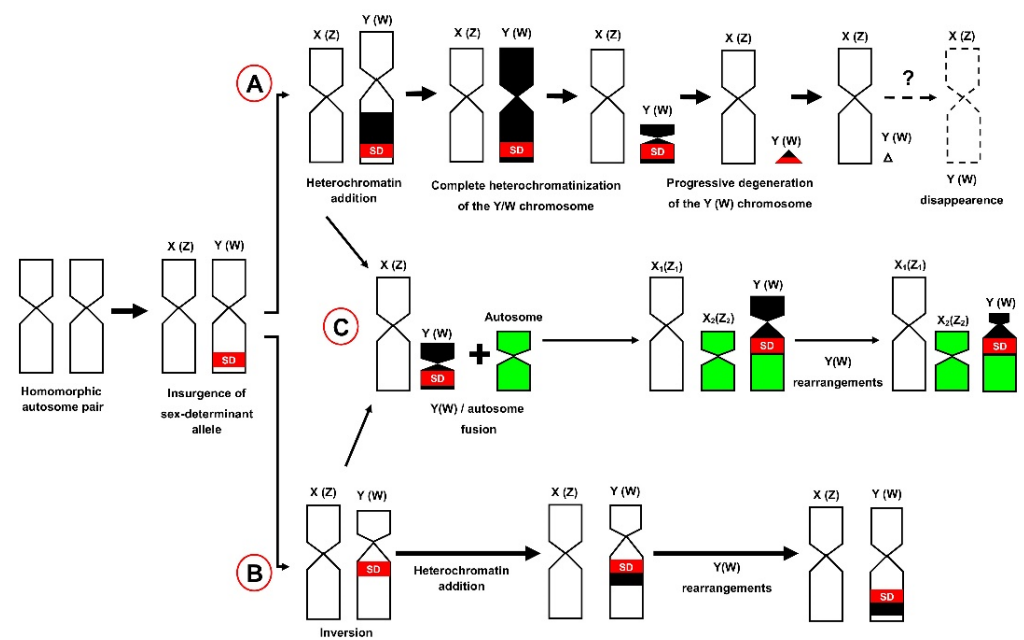 A
X (Z)
Y (W)
SD
Heterochromatin
addition
X (Z)
Y (W)
SD
Complete heterochromatinization
of the Y/W chromosome
X (Z)
Y (W)
SD
X (Z)
Y (W)
Progressive degeneration
of the Y (W) chromosome
X (Z)
Y (W)
?
X (Z)
Y (W)
disappearence
Homomorphic
autosome pair
X (Z)
Y (W)
SD
Insurgence of
sex-determinant
allele
C
X (Z)
Y (W)
SD
+
Autosome
Y(W) / autosome
fusion
X₁(Z₁)
X₂(Z₂)
Y (W)
SD
Y(W)
rearrangements
X₁(Z₁)
X₂(Z₂)
Y (W)
SD
B
X (Z)
Y (W)
SD
Inversion
Heterochromatin
addition
X (Z)
Y (W)
SD
Y(W)
rearrangements
X (Z)
Y (W)
SD